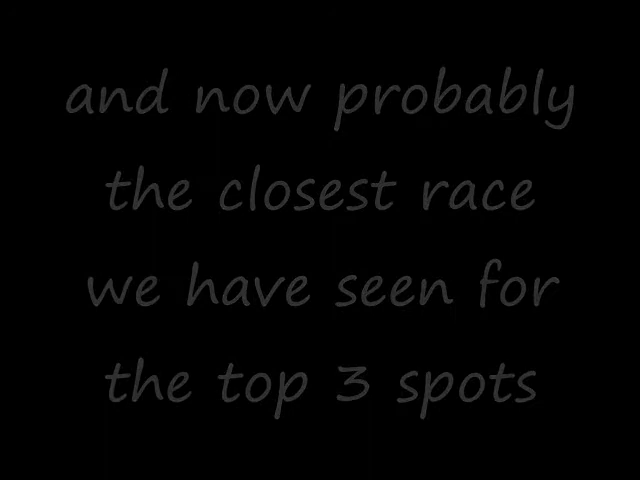 and now probably
the closest race
we have seen for
the top 3 spots